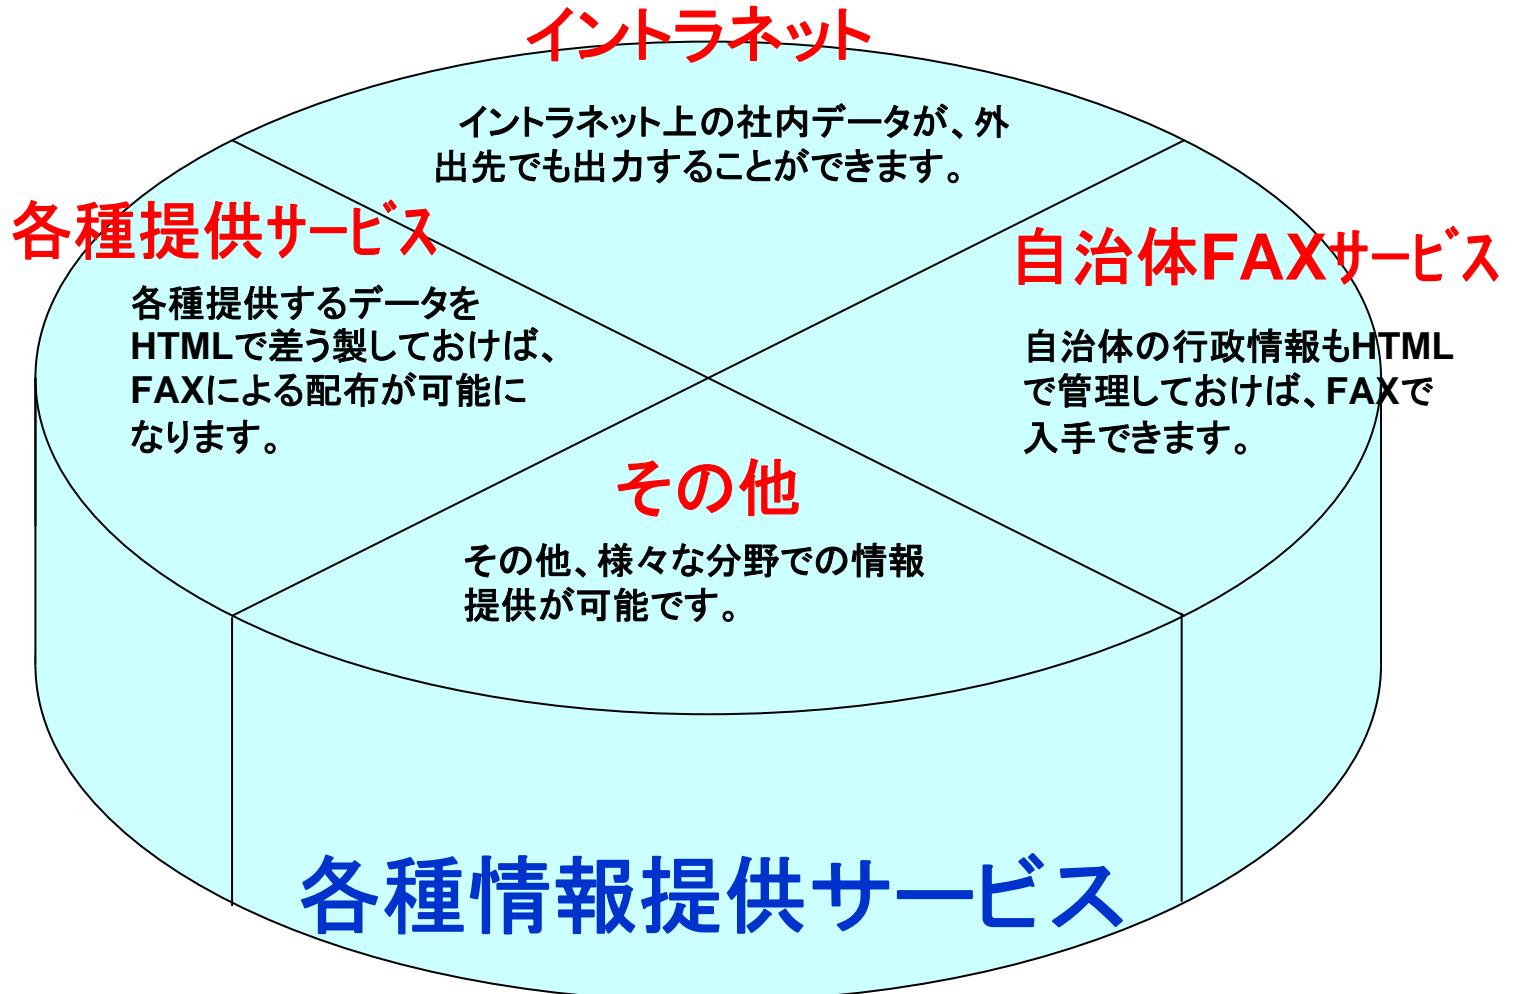 イントラネット
イントラネット上の社内データが、外
出先でも出力することができます。
各種提供サービス
各種提供するデータを
HTMLで差う製しておけば、
FAXによる配布が可能に
なります。
自治体FAXサービス
自治体の行政情報もHTML
で管理しておけば、FAXで
入手できます。
その他
その他、様々な分野での情報
提供が可能です。
各種情報提供サービス